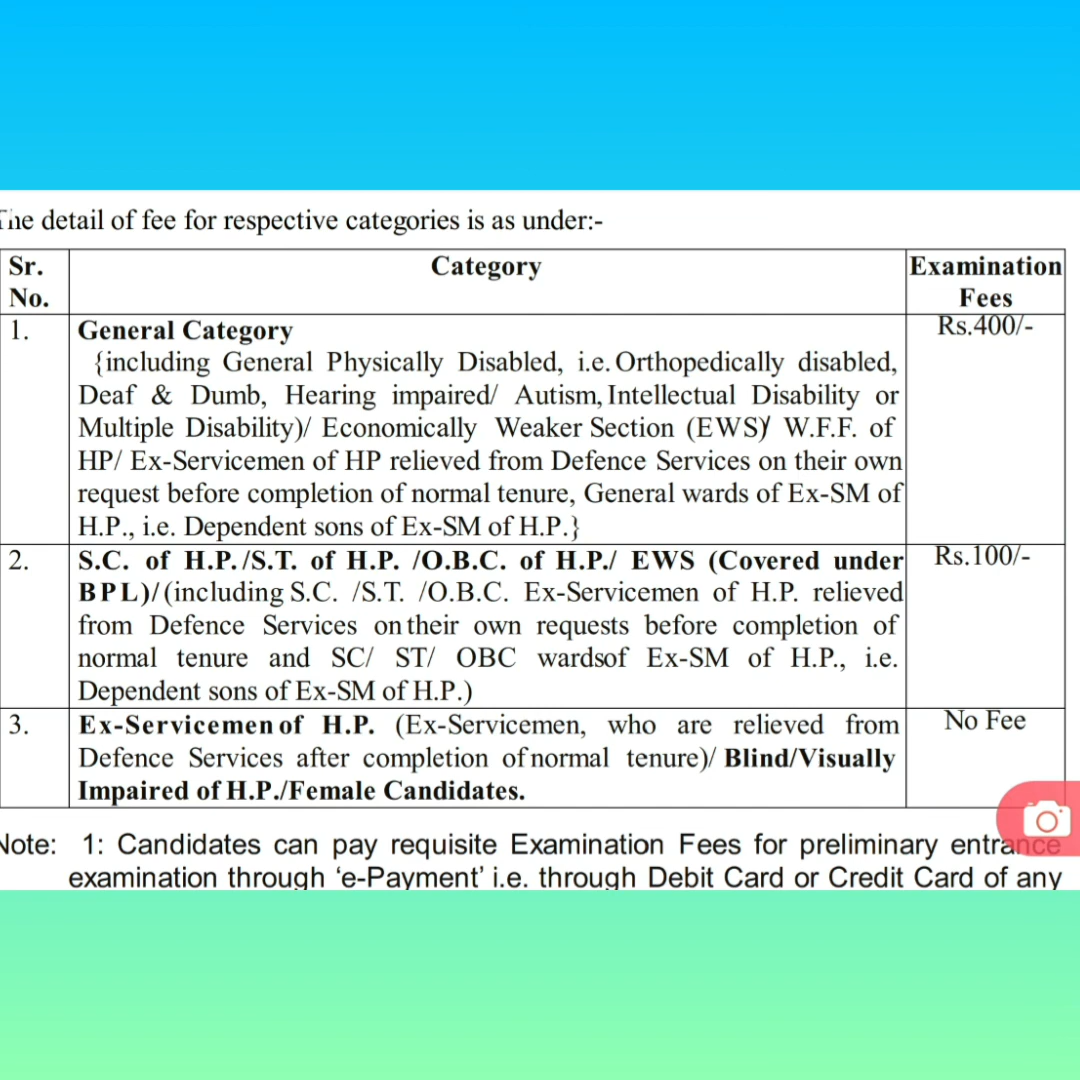 The detail of fee for respective categories is as under:-
Sr. No.
Category
Examination Fees
1.
General Category
{including General Physically Disabled, i.e. Orthopedically disabled,
Deaf & Dumb, Hearing impaired/ Autism, Intellectual Disability or
Multiple Disability)/ Economically Weaker Section (EWS)/ W.F.F. of
HP/ Ex-Servicemen of HP relieved from Defence Services on their own
request before completion of normal tenure, General wards of Ex-SM of
H.P., i.e. Dependent sons of Ex-SM of H.P.}
Rs.400/-
2.
S.C. of H.P./S.T. of H.P. /O.B.C. of H.P./ EWS (Covered under
BPL)/(including S.C. /S.T. /O.B.C. Ex-Servicemen of H.P. relieved
from Defence Services on their own requests before completion of
normal tenure and SC/ ST/ OBC wardsof Ex-SM of H.P., i.e.
Dependent sons of Ex-SM of H.P.)
Rs.100/-
3.
Ex-Servicemen of H.P. (Ex-Servicemen, who are relieved from
Defence Services after completion of normal tenure)/ Blind/Visually
Impaired of H.P./Female Candidates.
No Fee
Note: 1: Candidates can pay requisite Examination Fees for preliminary entrance
examination through ‘e-Payment’ i.e. through Debit Card or Credit Card of any